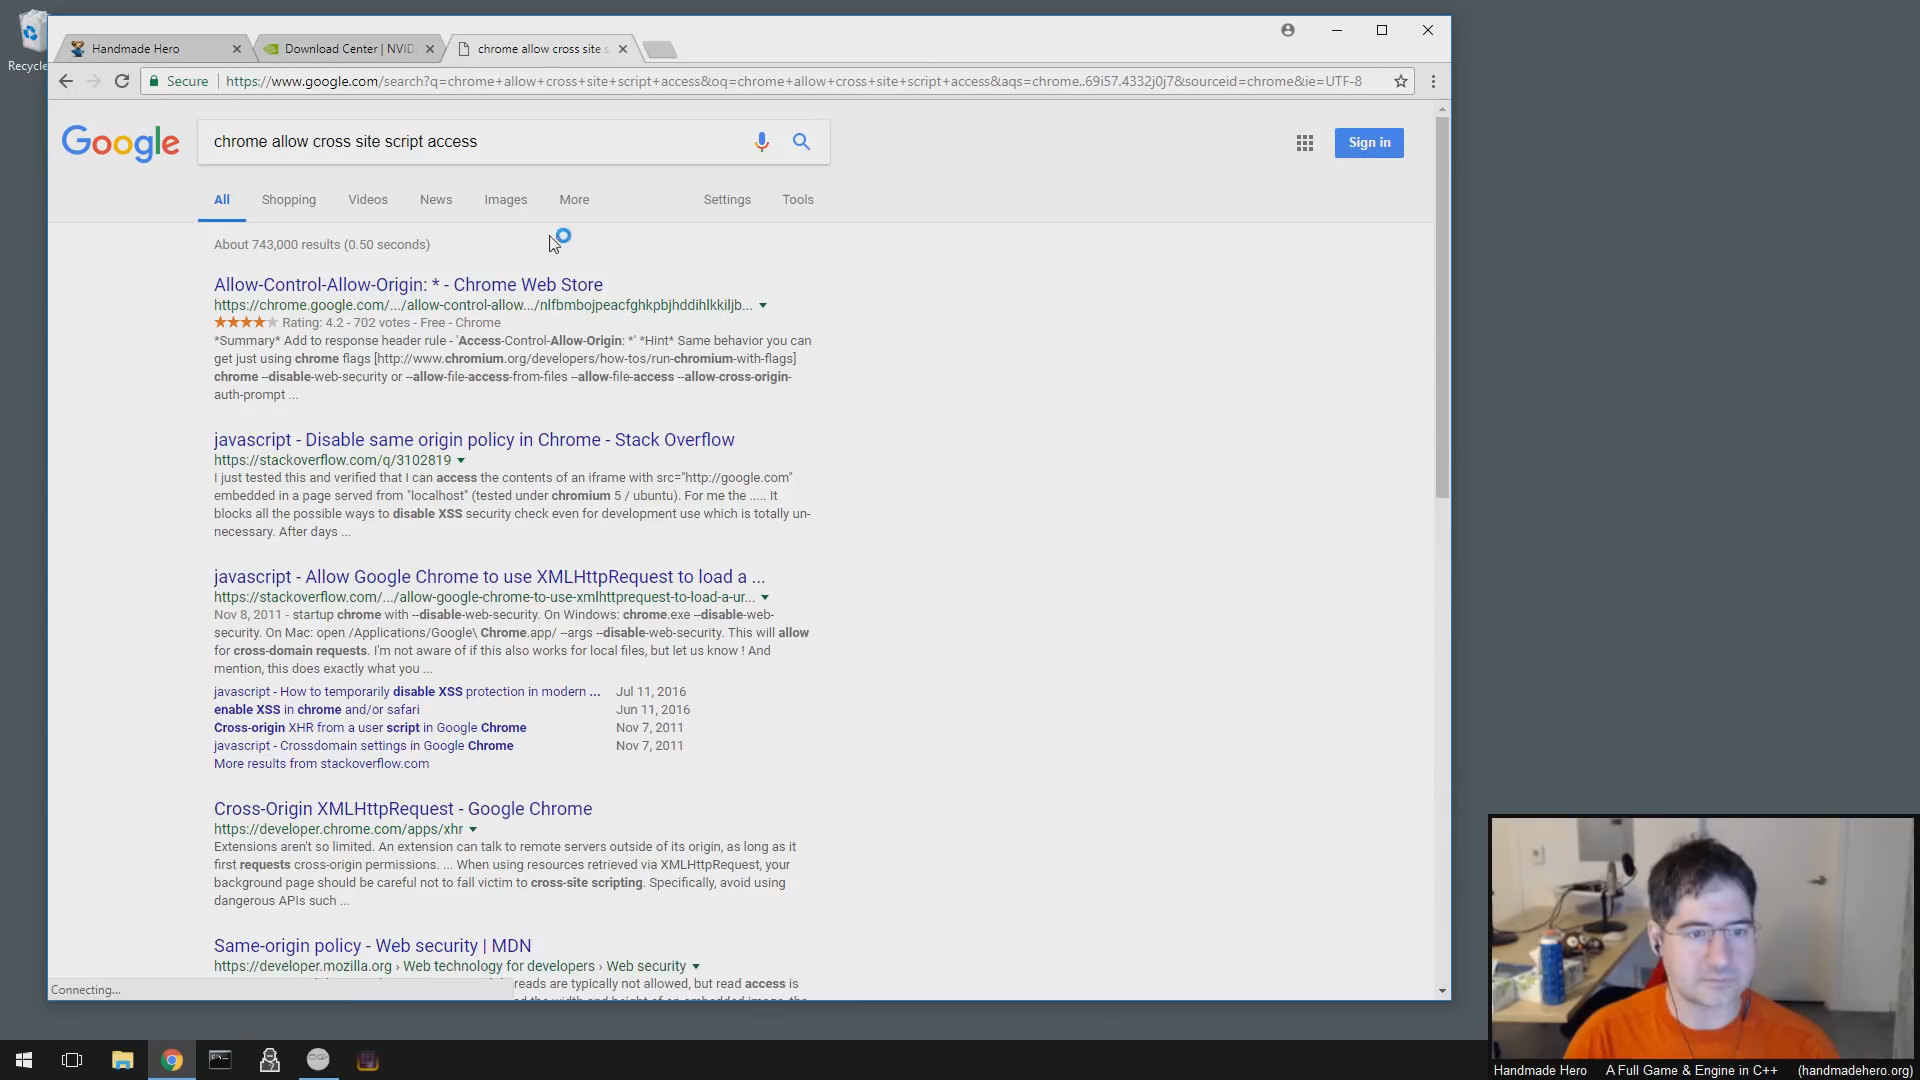 Recycle
Handmade Hero
Download Center | NVID
chrome allow cross site s
Secure
https://www.google.com/search?q=chrome+allow+cross+site+script+access&oq=chrome+allow+cross+site+script+access&aqs=chrome..69i57.4332j0j7&sourceid=chrome&ie=UTF-8
Google
chrome allow cross site script access
Sign in
All
Shopping
Videos
News
Images
More
Settings
Tools
About 743,000 results (0.50 seconds)
Allow-Control-Allow-Origin: * - Chrome Web Store
https://chrome.google.com/.../allow-control-allow.../nlfbmbojpeacfghkpbjhddihlkkiljb...
Rating: 4.2 - 702 votes - Free - Chrome
*Summary* Add to response header rule - 'Access-Control-Allow-Origin: *' *Hint* Same behavior you can
get just using chrome flags [http://www.chromium.org/developers/how-tos/run-chromium-with-flags]
chrome --disable-web-security or --allow-file-access-from-files --allow-file-access --allow-cross-origin-
auth-prompt ...
javascript - Disable same origin policy in Chrome - Stack Overflow
https://stackoverflow.com/q/3102819
I just tested this and verified that I can access the contents of an iframe with src="http://google.com"
embedded in a page served from "localhost" (tested under chromium 5 / ubuntu). For me the ..... It
blocks all the possible ways to disable XSS security check even for development use which is totally un-
necessary. After days ...
javascript - Allow Google Chrome to use XMLHttpRequest to load a ...
https://stackoverflow.com/.../allow-google-chrome-to-use-xmlhttprequest-to-load-a-ur...
Nov 8, 2011 - startup chrome with --disable-web-security. On Windows: chrome.exe --disable-web-
security. On Mac: open /Applications/Google\ Chrome.app/ --args --disable-web-security. This will allow
for cross-domain requests. I'm not aware of if this also works for local files, but let us know ! And
mention, this does exactly what you ...
javascript - How to temporarily disable XSS protection in modern ... Jul 11, 2016
enable XSS in chrome and/or safari Jun 11, 2016
Cross-origin XHR from a user script in Google Chrome Nov 7, 2011
javascript - Crossdomain settings in Google Chrome Nov 7, 2011
More results from stackoverflow.com
Cross-Origin XMLHttpRequest - Google Chrome
https://developer.chrome.com/apps/xhr
Extensions aren't so limited. An extension can talk to remote servers outside of its origin, as long as it
first requests cross-origin permissions. ... When using resources retrieved via XMLHttpRequest, your
background page should be careful not to fall victim to cross-site scripting. Specifically, avoid using
dangerous APIs such ...
Same-origin policy - Web security | MDN
https://developer.mozilla.org › Web technology for developers › Web security
reads are typically not allowed, but read access is
Connecting...
Handmade Hero A Full Game & Engine in C++ (handmadehero.org)